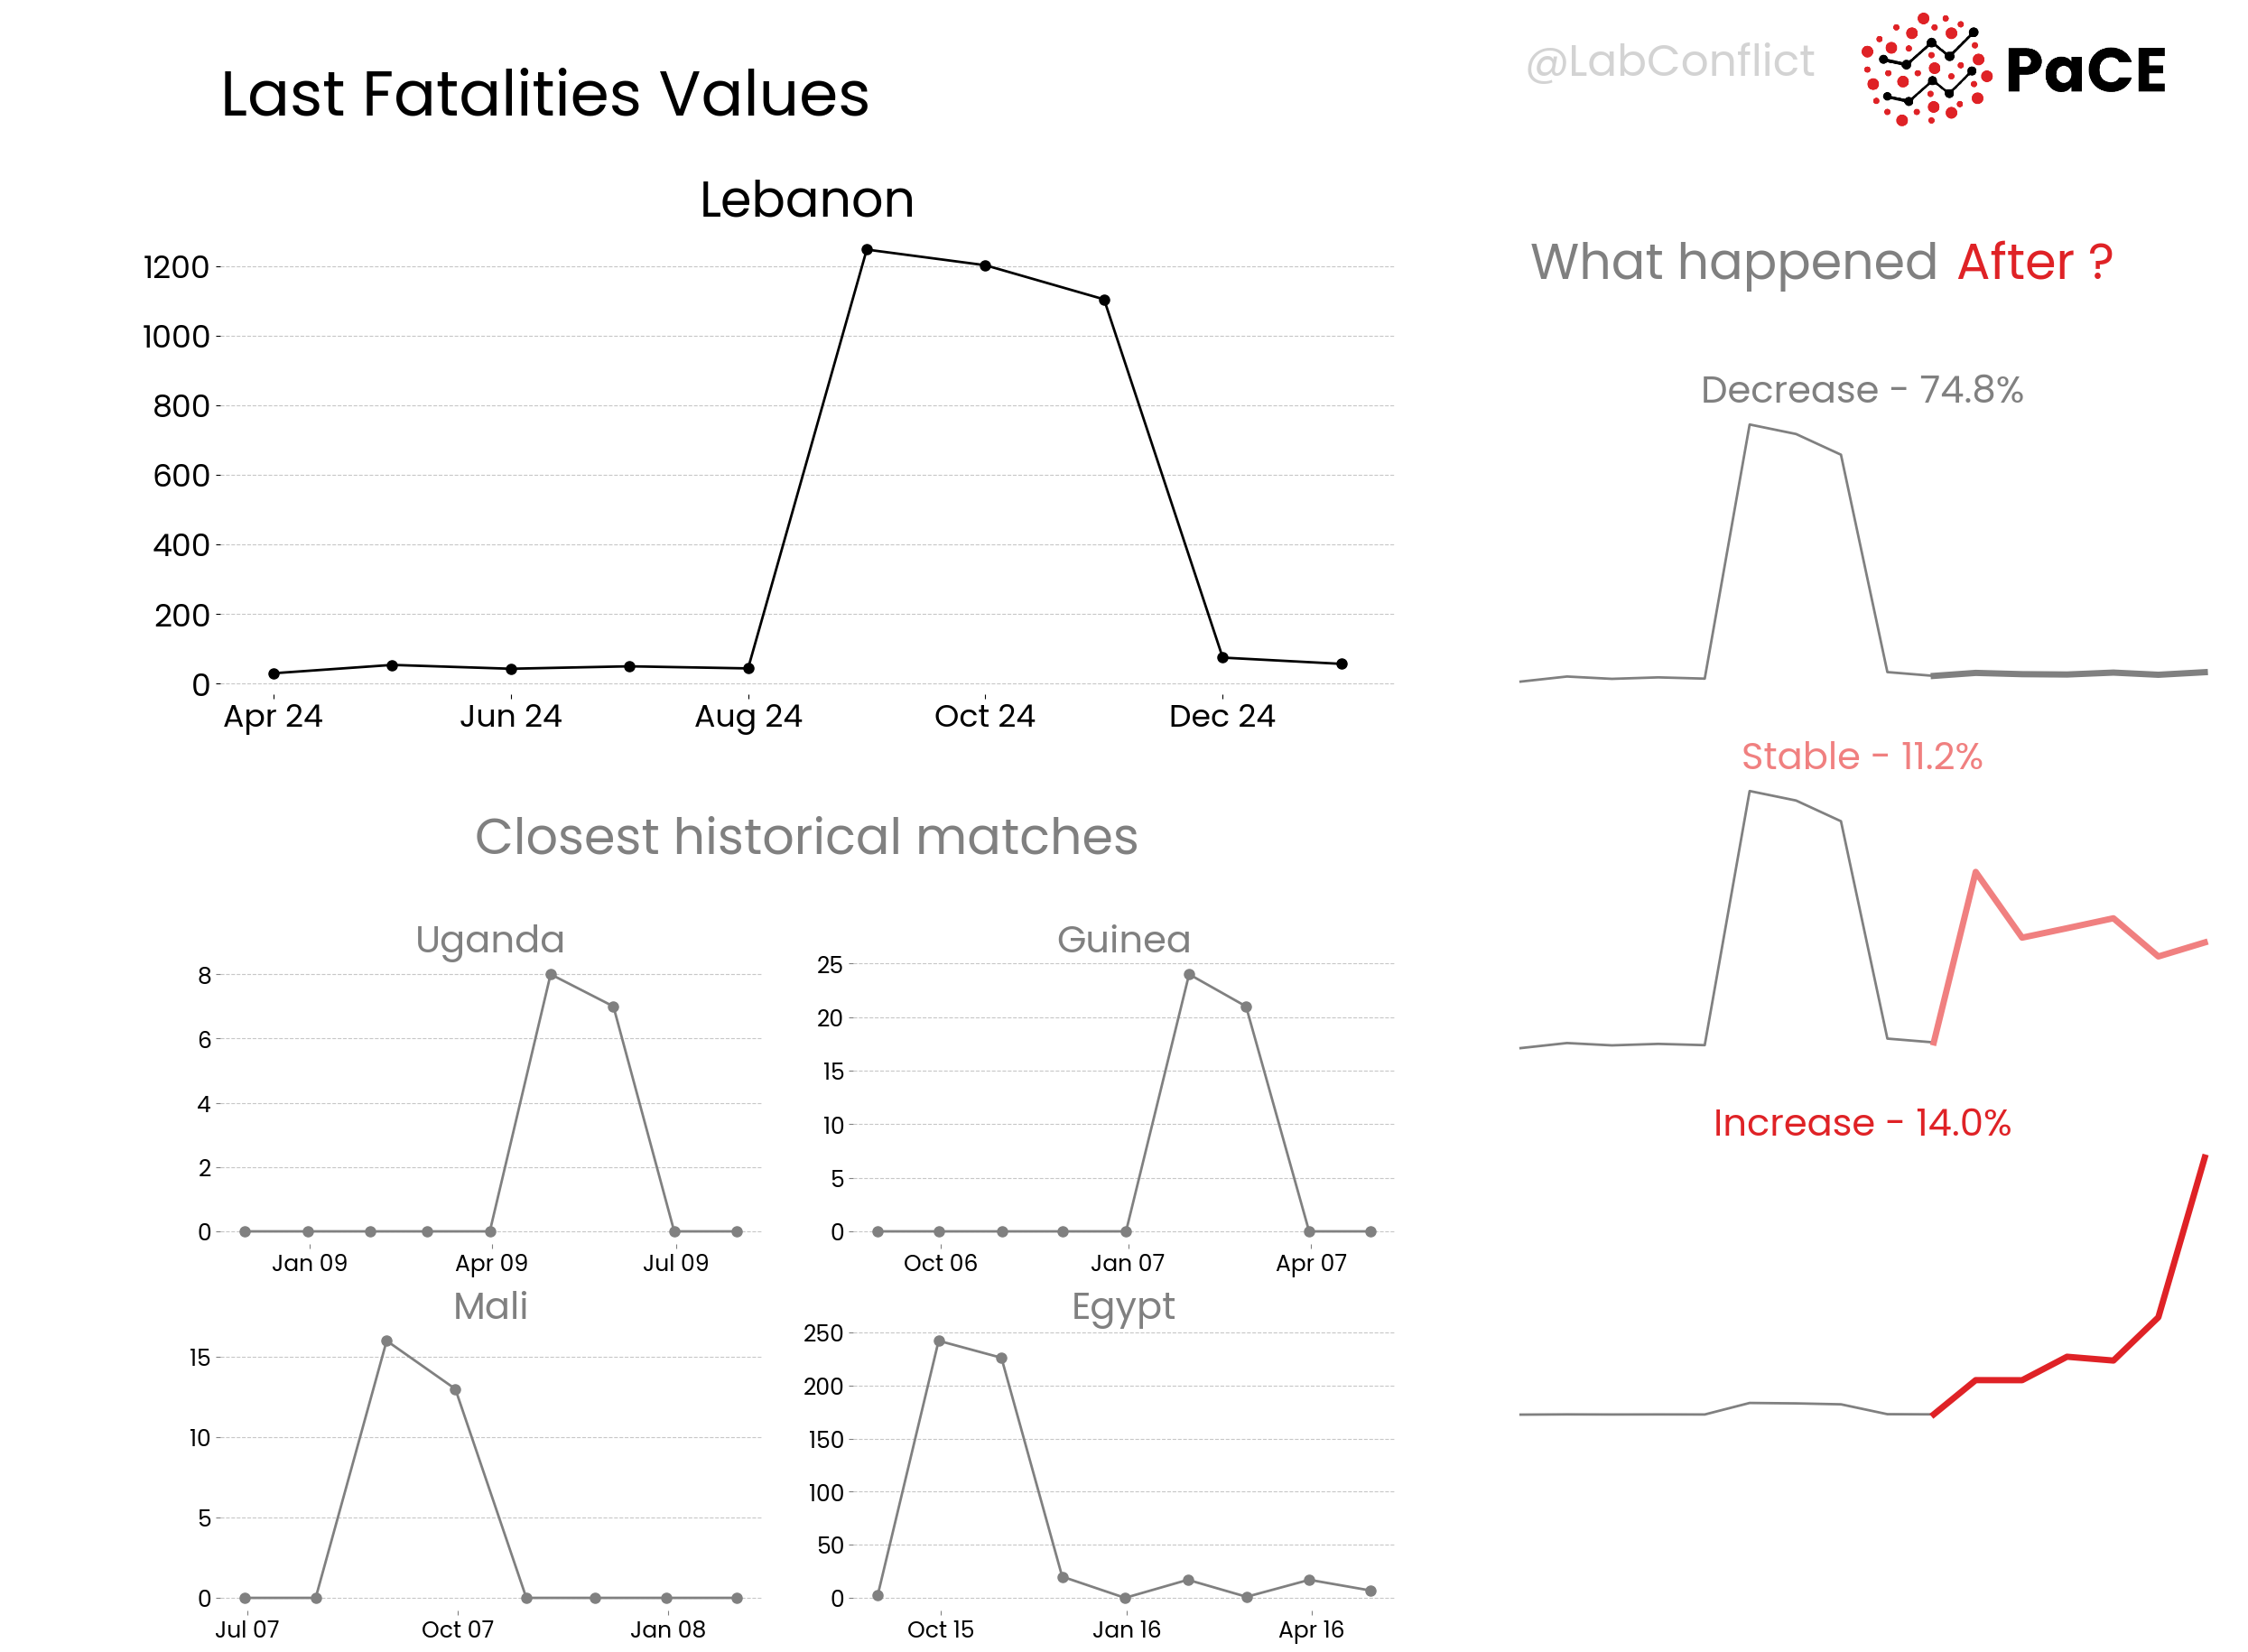 @LabConflict
PaCE
Last Fatalities Values
Lebanon
1200
1000
800
600
400
200
0
Apr 24 Jun 24 Aug 24 Oct 24 Dec 24
What happened After ?
Decrease - 74.8%
Stable - 11.2%
Increase - 14.0%
Closest historical matches
Uganda
8
6
4
2
0
Jan 09 Apr 09 Jul 09
Guinea
25
20
15
10
5
0
Oct 06 Jan 07 Apr 07
Mali
15
10
5
0
Jul 07 Oct 07 Jan 08
Egypt
250
200
150
100
50
0
Oct 15 Jan 16 Apr 16